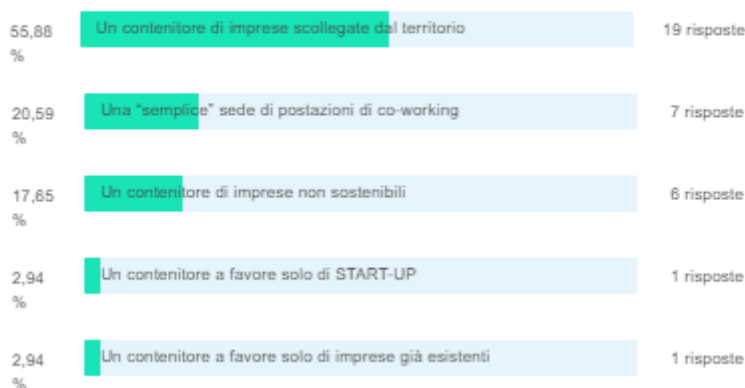 55,88 % Un contenitore di imprese scollegate dal territorio 19 risposte
20,59 % Una "semplice" sede di postazioni di co-working 7 risposte
17,65 % Un contenitore di imprese non sostenibili 6 risposte
2,94 % Un contenitore a favore solo di START-UP 1 risposte
2,94 % Un contenitore a favore solo di imprese già esistenti 1 risposte